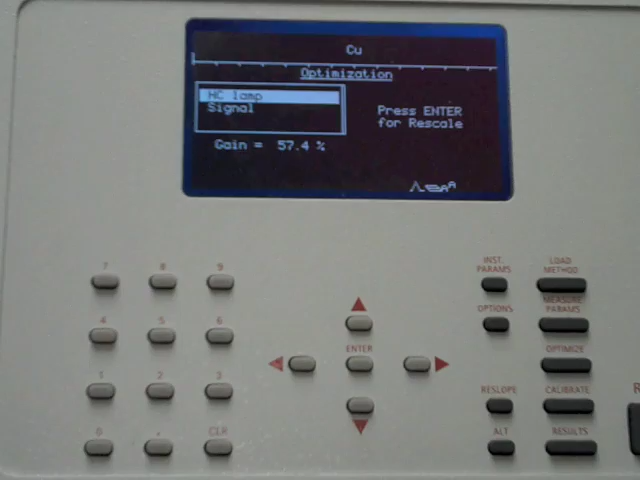 Cu
Optimization
HC lamp
Signal
Press ENTER
for Rescale
Gain = 57.4 %
7 8 9
INST.
PARAMS
LOAD
METHOD
4 5 6
OPTIONS
MEASURE
PARAMS
ENTER
OPTIMIZE
1 2 3
RESLOPE
CALIBRATE
0 . CLR
ALT
RESULTS
R